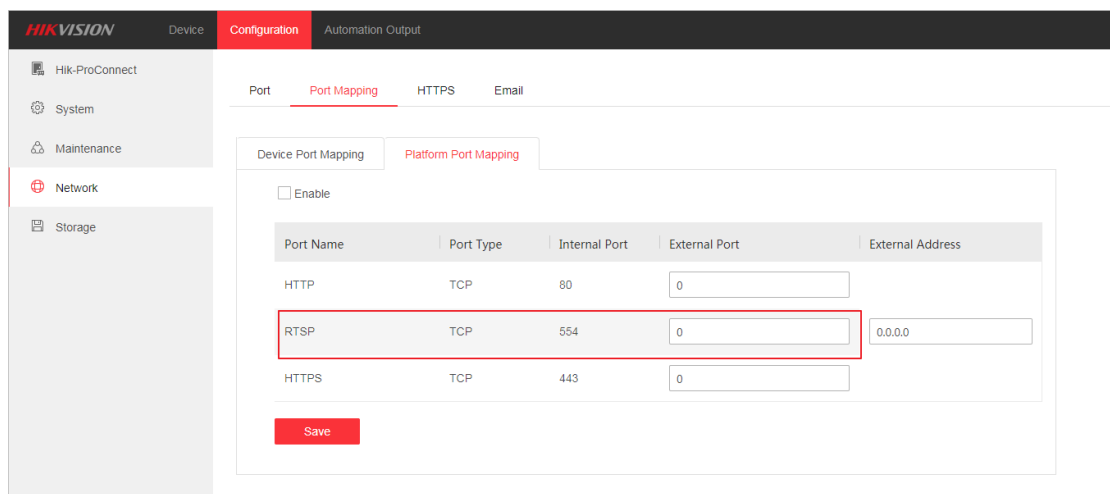 HIKVISION Device Configuration Automation Output
Hik-ProConnect
System
Maintenance
Network
Storage
Port Port Mapping HTTPS Email
Device Port Mapping Platform Port Mapping
Enable
Port Name Port Type Internal Port External Port External Address
HTTP TCP 80 0
RTSP TCP 554 0 0.0.0.0
HTTPS TCP 443 0
Save